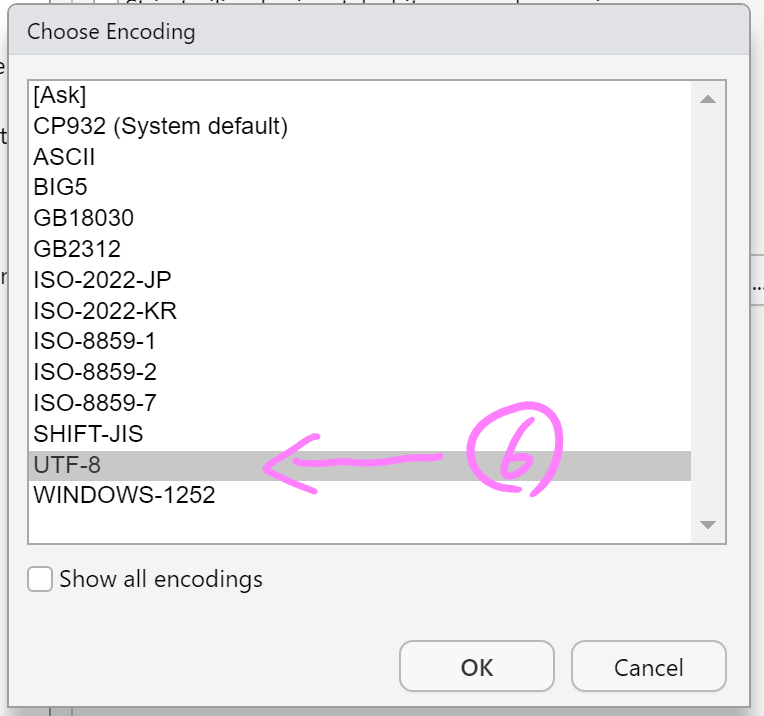 Choose Encoding
[Ask]
CP932 (System default)
ASCII
BIG5
GB18030
GB2312
ISO-2022-JP
ISO-2022-KR
ISO-8859-1
ISO-8859-2
ISO-8859-7
SHIFT-JIS
UTF-8
6
WINDOWS-1252
Show all encodings
OK
Cancel
...